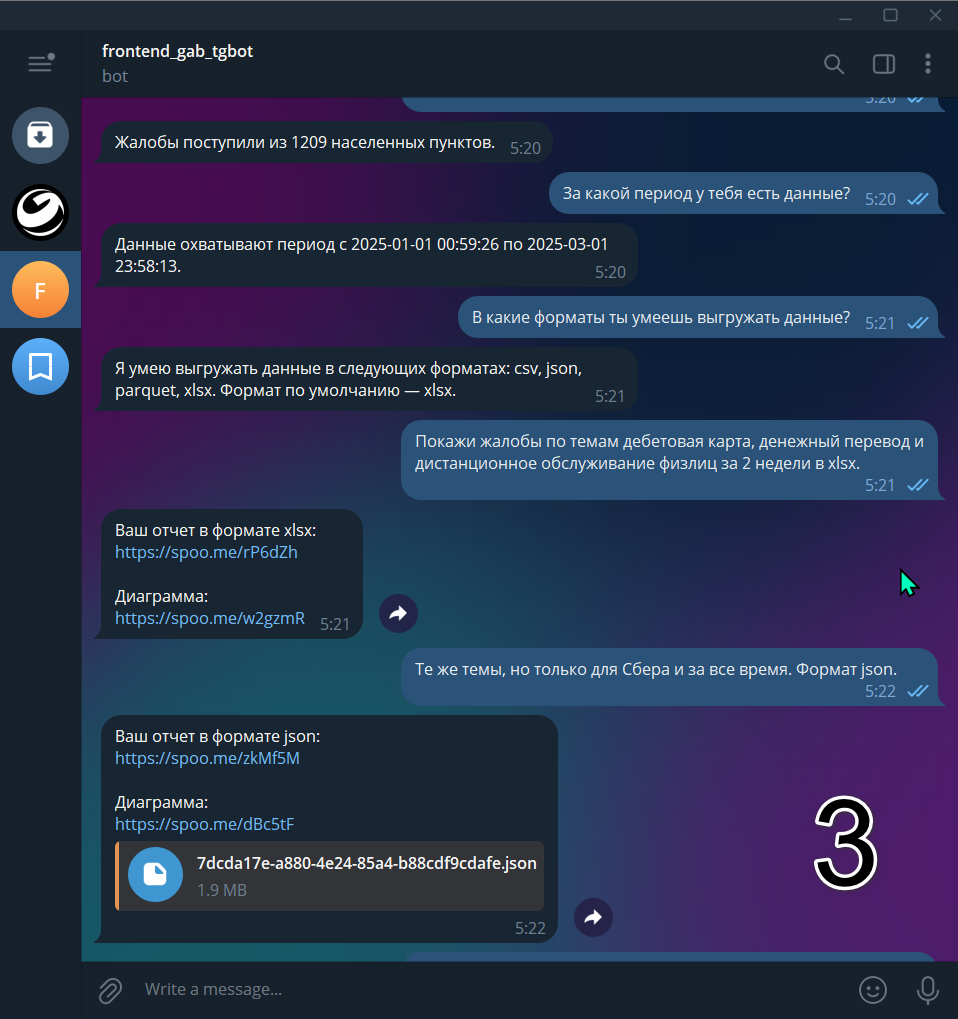 frontend_gab_tgbot
bot
5:20
Жалобы поступили из 1209 населенных пунктов. 5:20
За какой период у тебя есть данные? 5:20
F
Данные охватывают период с 2025-01-01 00:59:26 по 2025-03-01
23:58:13.
5:20
В какие форматы ты умеешь выгружать данные? 5:21
Я умею выгружать данные в следующих форматах: csv, json,
parquet, xlsx. Формат по умолчанию — xlsx.
5:21
Покажи жалобы по темам дебетовая карта, денежный перевод и
дистанционное обслуживание физлиц за 2 недели в xlsx.
5:21
Ваш отчет в формате xlsx:
https://spoo.me/rP6dZh
Диаграмма:
https://spoo.me/w2gzmR 5:21
Те же темы, но только для Сбера и за все время. Формат json.
5:22
Ваш отчет в формате json:
https://spoo.me/zkMf5M
Диаграмма:
https://spoo.me/dBc5tF
7dcda17e-a880-4e24-85a4-b88cdf9cdafe.json
1.9 MB
5:22
3
Write a message...